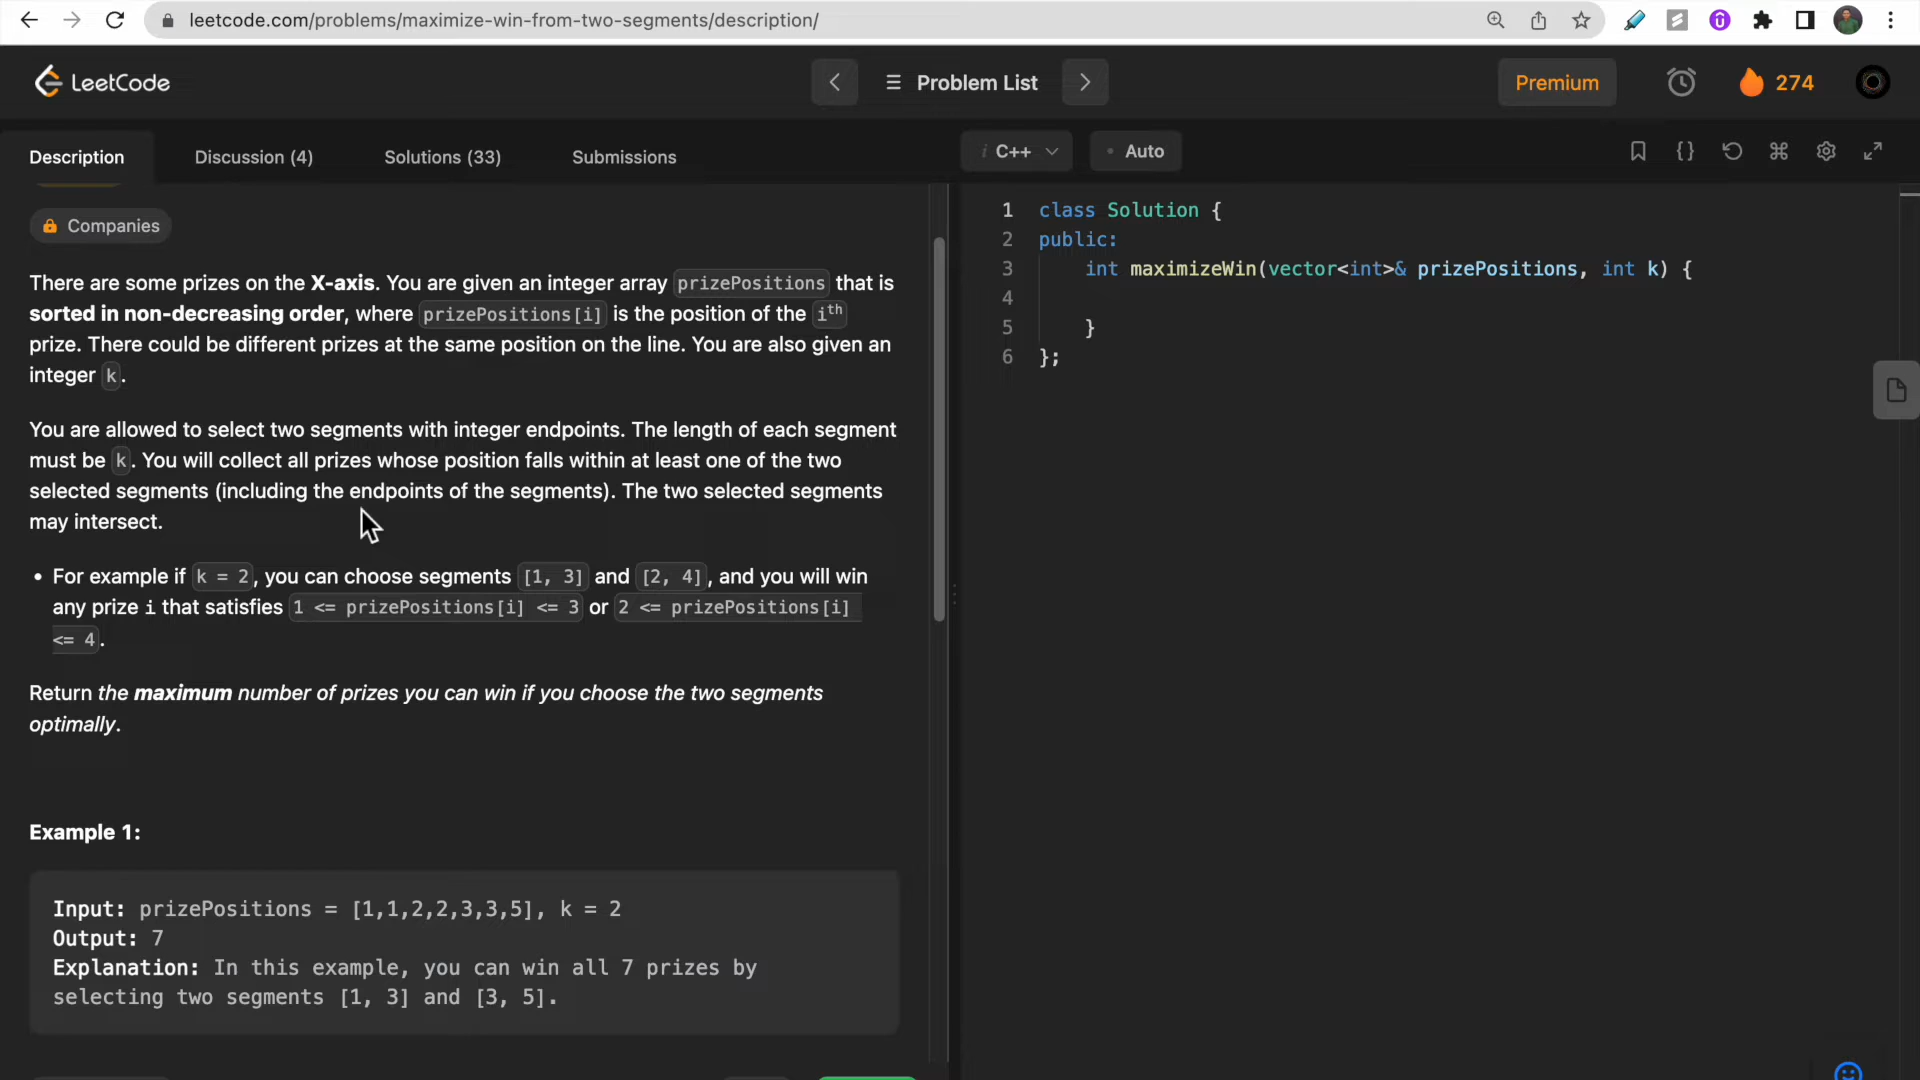 leetcode.com/problems/maximize-win-from-two-segments/description/
LeetCode
Problem List
Premium
274
Description
Discussion (4)
Solutions (33)
Submissions
i C++
• Auto
{}
Companies
There are some prizes on the X-axis. You are given an integer array prizePositions that is
sorted in non-decreasing order, where prizePositions[i] is the position of the ith
prize. There could be different prizes at the same position on the line. You are also given an
integer k.
You are allowed to select two segments with integer endpoints. The length of each segment
must be k. You will collect all prizes whose position falls within at least one of the two
selected segments (including the endpoints of the segments). The two selected segments
may intersect.
• For example if k = 2, you can choose segments [1, 3] and [2, 4], and you will win
any prize i that satisfies 1 <= prizePositions[i] <= 3 or 2 <= prizePositions[i]
<= 4.
Return the maximum number of prizes you can win if you choose the two segments
optimally.
Example 1:
Input: prizePositions = [1,1,2,2,3,3,5], k = 2
Output: 7
Explanation: In this example, you can win all 7 prizes by
selecting two segments [1, 3] and [3, 5].
1 class Solution {
2 public:
3 int maximizeWin(vector<int>& prizePositions, int k) {
4
5 }
6 };